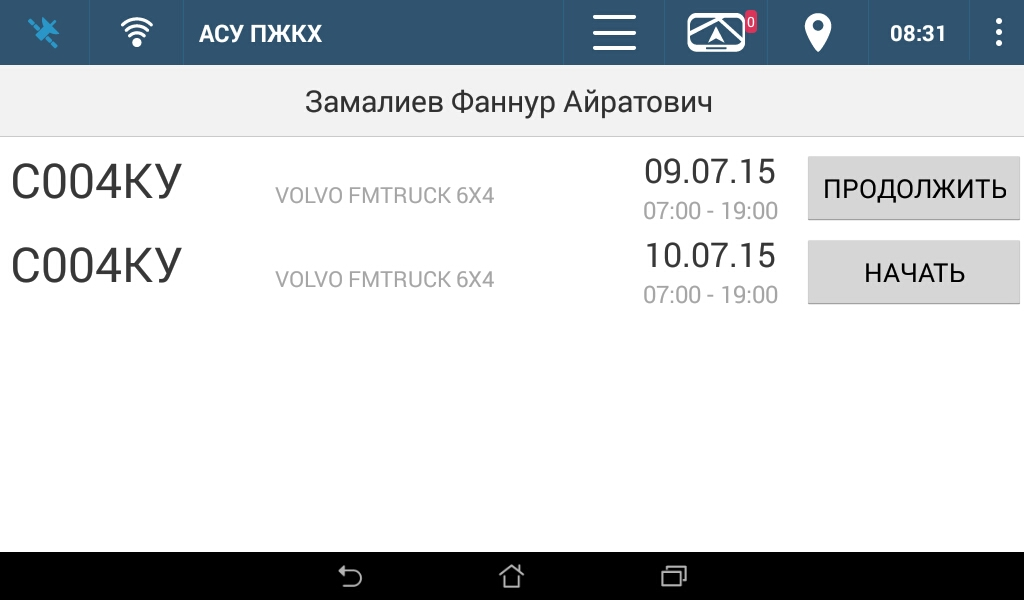 АСУ ПЖКХ
0
08:31
Замалиев Фаннур Айратович
С004КУ VOLVO FMTRUCK 6X4 09.07.15 ПРОДОЛЖИТЬ
07:00 - 19:00
С004КУ VOLVO FMTRUCK 6X4 10.07.15 НАЧАТЬ
07:00 - 19:00